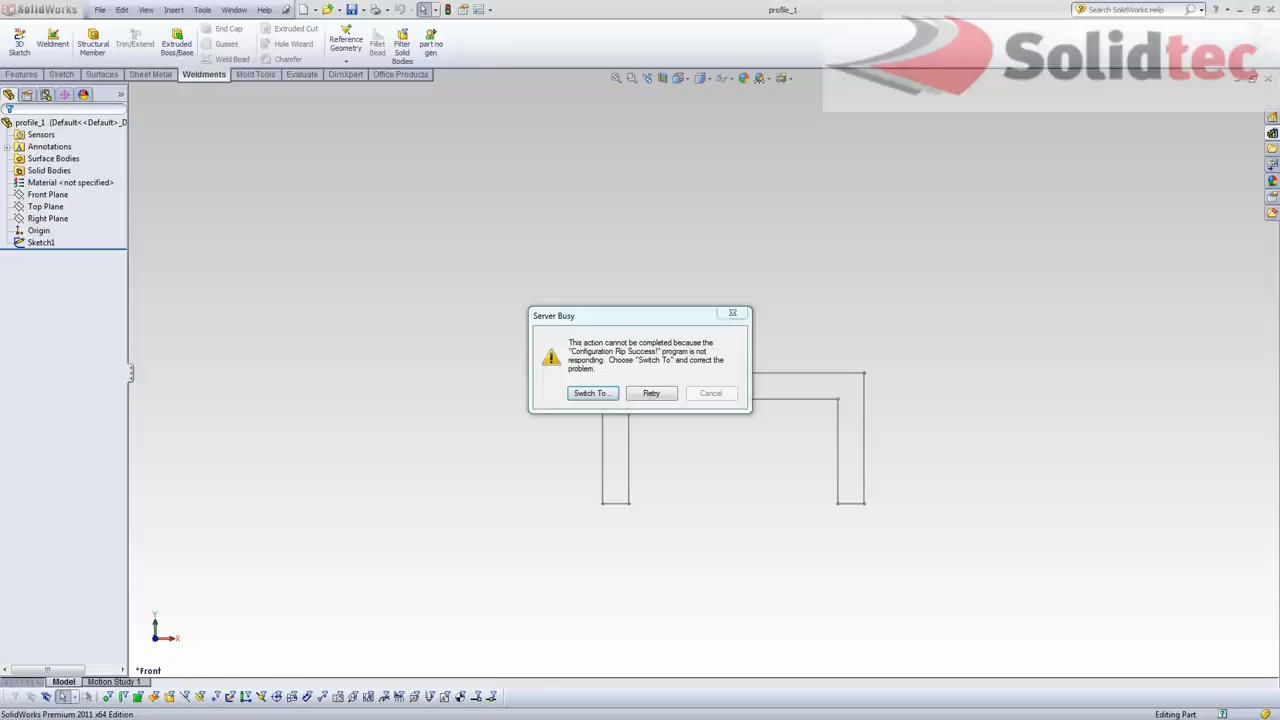 SolidWorks
File Edit View Insert Tools Window Help
profile_1
Search SolidWorks Help
3D Sketch
Weldment
Structural Member
Trim/Extend
Extruded Boss/Base
End Cap
Gusset
Weld Bead
Extruded Cut
Hole Wizard
Chamfer
Reference Geometry
Fillet Bead
Filter Solid Bodies
part no gen
Solidtec
Features Sketch Surfaces Sheet Metal Weldments Mold Tools Evaluate DimXpert Office Products
profile_1 (Default<<Default>_D
Sensors
Annotations
Surface Bodies
Solid Bodies
Material <not specified>
Front Plane
Top Plane
Right Plane
Origin
Sketch1
Server Busy
This action cannot be completed because the
"Configuration Rip Success!" program is not
responding. Choose "Switch To" and correct the
problem.
Switch To...
Retry
Cancel
Y
X
*Front
Model
Motion Study 1
SolidWorks Premium 2011 x64 Edition
Editing Part